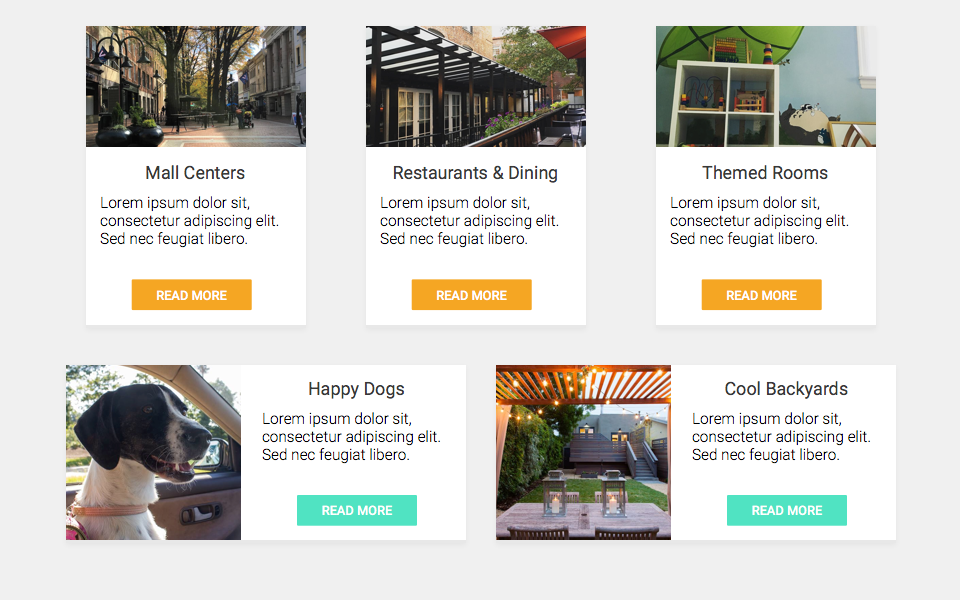 Mall Centers
Lorem ipsum dolor sit,
consectetur adipiscing elit.
Sed nec feugiat libero.
READ MORE
Restaurants & Dining
Lorem ipsum dolor sit,
consectetur adipiscing elit.
Sed nec feugiat libero.
READ MORE
Themed Rooms
Lorem ipsum dolor sit,
consectetur adipiscing elit.
Sed nec feugiat libero.
READ MORE
Happy Dogs
Lorem ipsum dolor sit,
consectetur adipiscing elit.
Sed nec feugiat libero.
READ MORE
Cool Backyards
Lorem ipsum dolor sit,
consectetur adipiscing elit.
Sed nec feugiat libero.
READ MORE